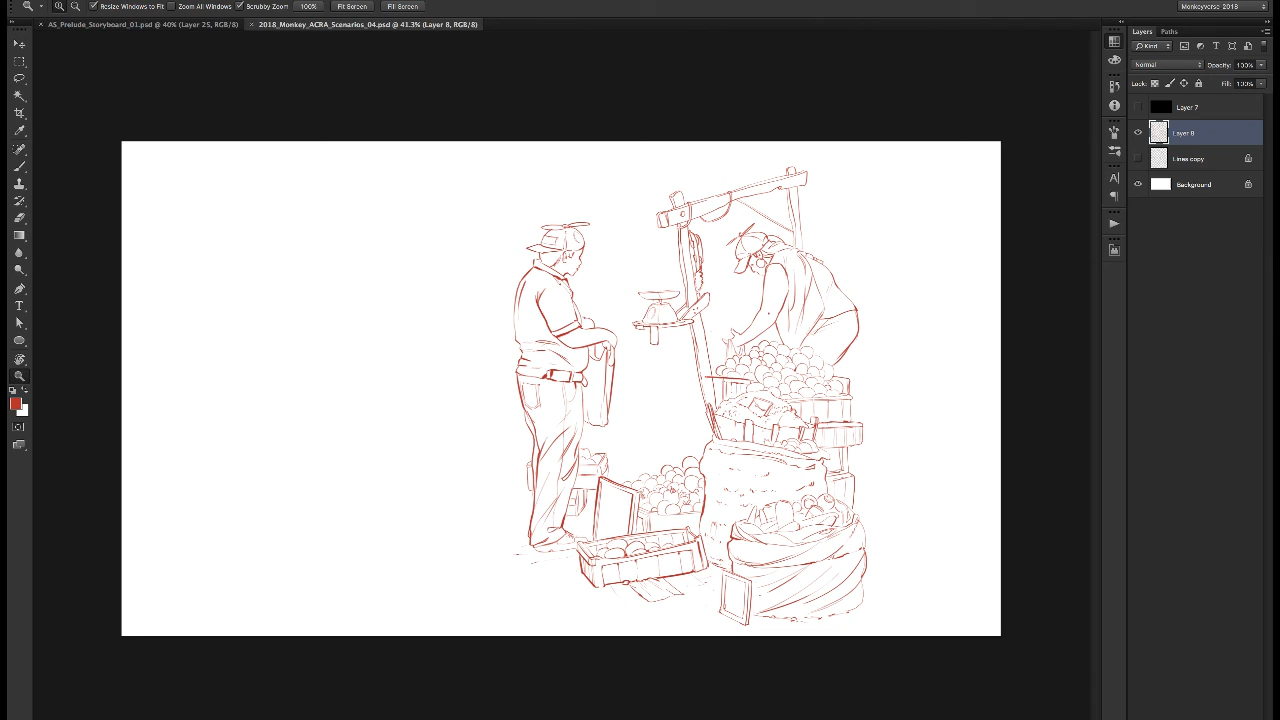 Resize Windows to Fit Zoom All Windows Scrubby Zoom 100% Fit Screen Fill Screen Monkeyverse 2018
× AS_Prelude_Storyboard_01.psd @ 40% (Layer 25, RGB/8) × 2018_Monkey_ACRA_Scenarios_04.psd @ 41.3% (Layer 8, RGB/8)
Layers Paths
Kind
Normal Opacity: 100%
Lock: Fill: 100%
Layer 7
Layer 8
Lines copy
Background